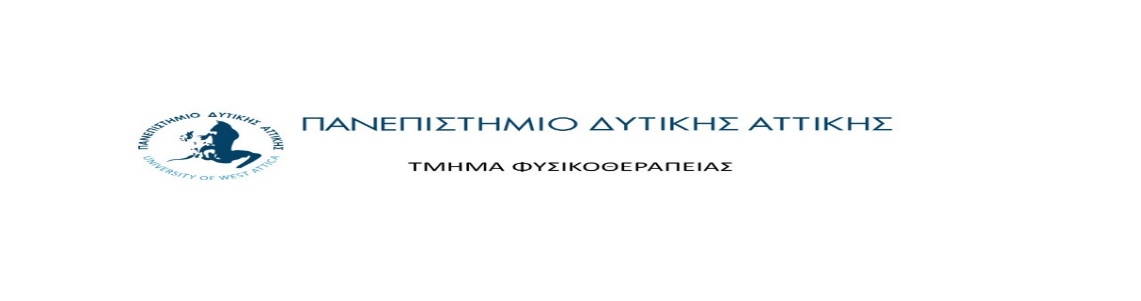 ΠΑΝΕΠΙΣΤΗΜΙΟ ΔΥΤΙΚΗΣ ΑΤΤΙΚΗΣ
UNIVERSITY OF WEST ATTICA
ΠΑΝΕΠΙΣΤΗΜΙΟ ΔΥΤΙΚΗΣ ΑΤΤΙΚΗΣ
ΤΜΗΜΑ ΦΥΣΙΚΟΘΕΡΑΠΕΙΑΣ